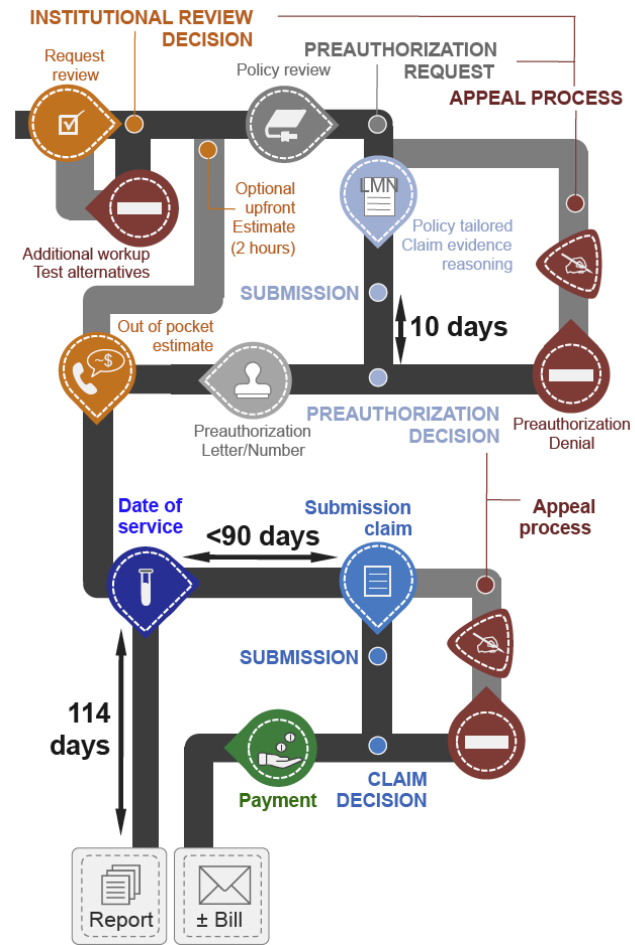 INSTITUTIONAL REVIEW
DECISION
Request
review
Policy review
PREAUTHORIZATION
REQUEST
APPEAL PROCESS
LMN
Additional workup
Test alternatives
Optional
upfront
Estimate
(2 hours)
Policy tailored
Claim evidence
reasoning
SUBMISSION
10 days
Out of pocket
estimate
~$
Preauthorization
Letter/Number
PREAUTHORIZATION
DECISION
Preauthorization
Denial
Date of
service
<90 days
Submission
claim
Appeal
process
SUBMISSION
114
days
Payment
CLAIM
DECISION
Report
± Bill